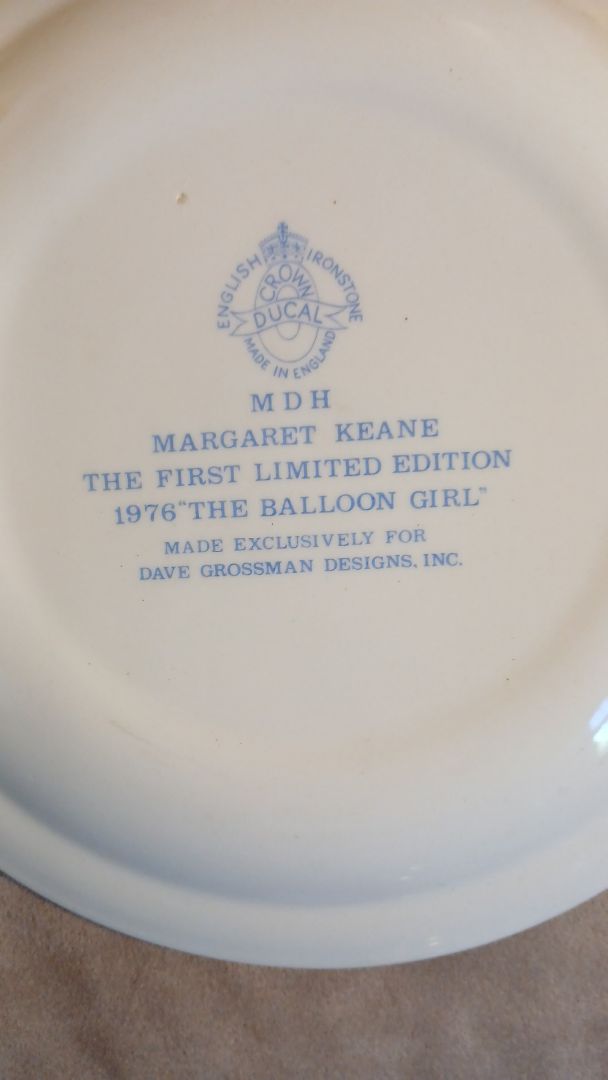 ENGLISH IRONSTONE
CROWN
DUCAL
MADE IN ENGLAND
MDH
MARGARET KEANE
THE FIRST LIMITED EDITION
1976 "THE BALLOON GIRL"
MADE EXCLUSIVELY FOR
DAVE GROSSMAN DESIGNS, INC.